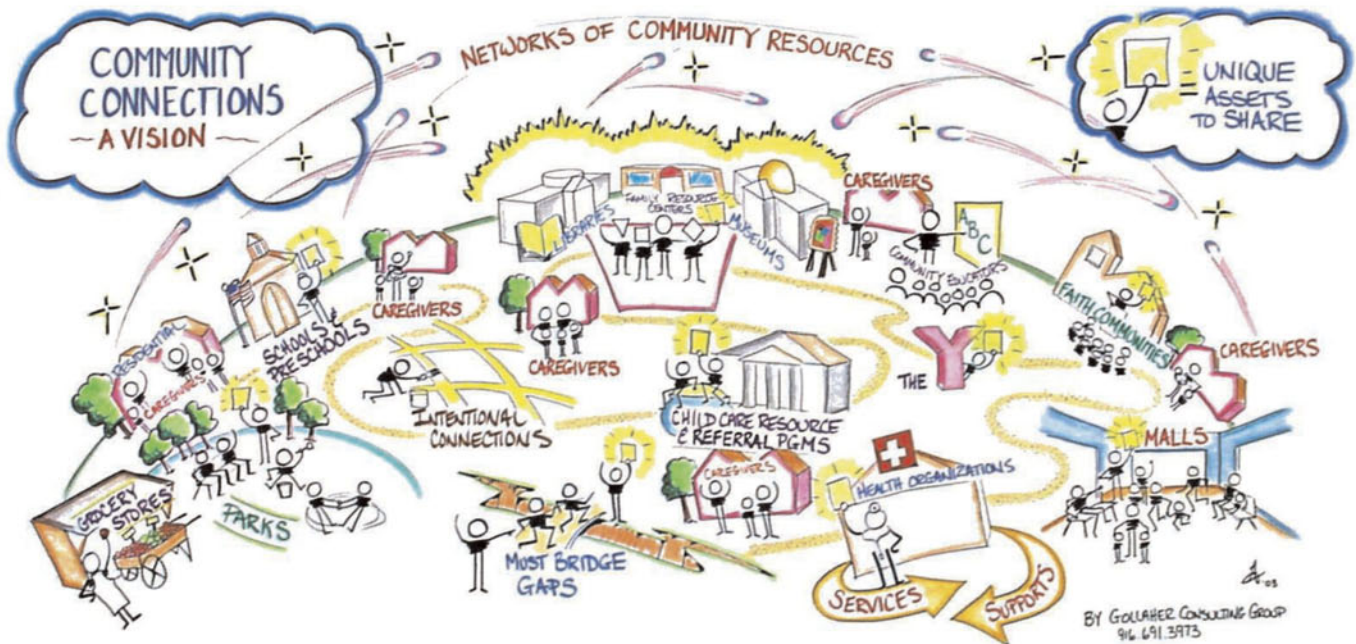 COMMUNITY
CONNECTIONS
- A VISION -
NETWORKS OF COMMUNITY RESOURCES
UNIQUE
ASSETS
TO SHARE
LIBRARIES
FAMILY RESOURCE
CENTERS
MUSEUMS
CAREGIVERS
ABC
COMMUNITY EDUCATORS
FAITH COMMUNITIES
CAREGIVERS
RESIDENTIAL
CAREGIVERS
SCHOOLS &
PRESCHOOLS
CAREGIVERS
CAREGIVERS
THE Y
INTENTIONAL
CONNECTIONS
CHILD CARE RESOURCE
& REFERRAL PGMS
MALLS
GROCERY
STORES
PARKS
MUST BRIDGE
GAPS
CAREGIVERS
HEALTH ORGANIZATIONS
SERVICES
SUPPORTS
'03
BY GOLLAHER CONSULTING GROUP
916.691.3973